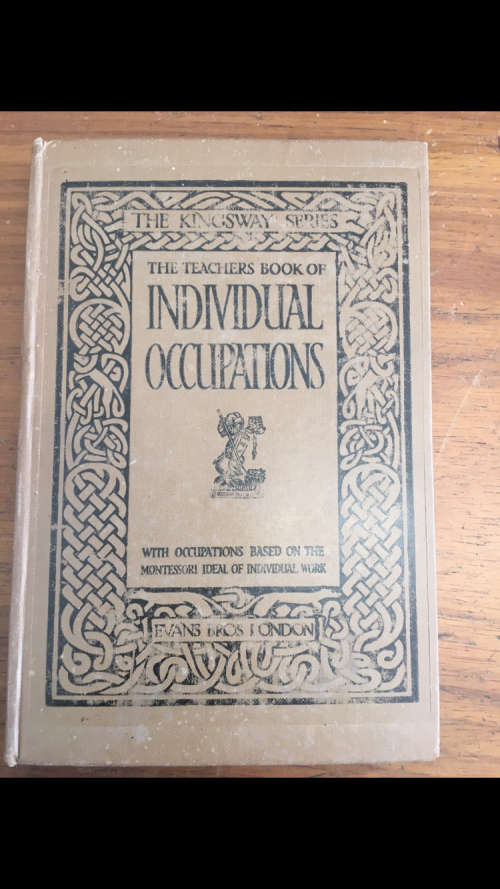 THE KINGSWAY SERIES
THE TEACHERS BOOK OF
INDIVIDUAL
OCCUPATIONS
WITH OCCUPATIONS BASED ON THE
MONTESSORI IDEAL OF INDIVIDUAL WORK
EVANS BROS LONDON